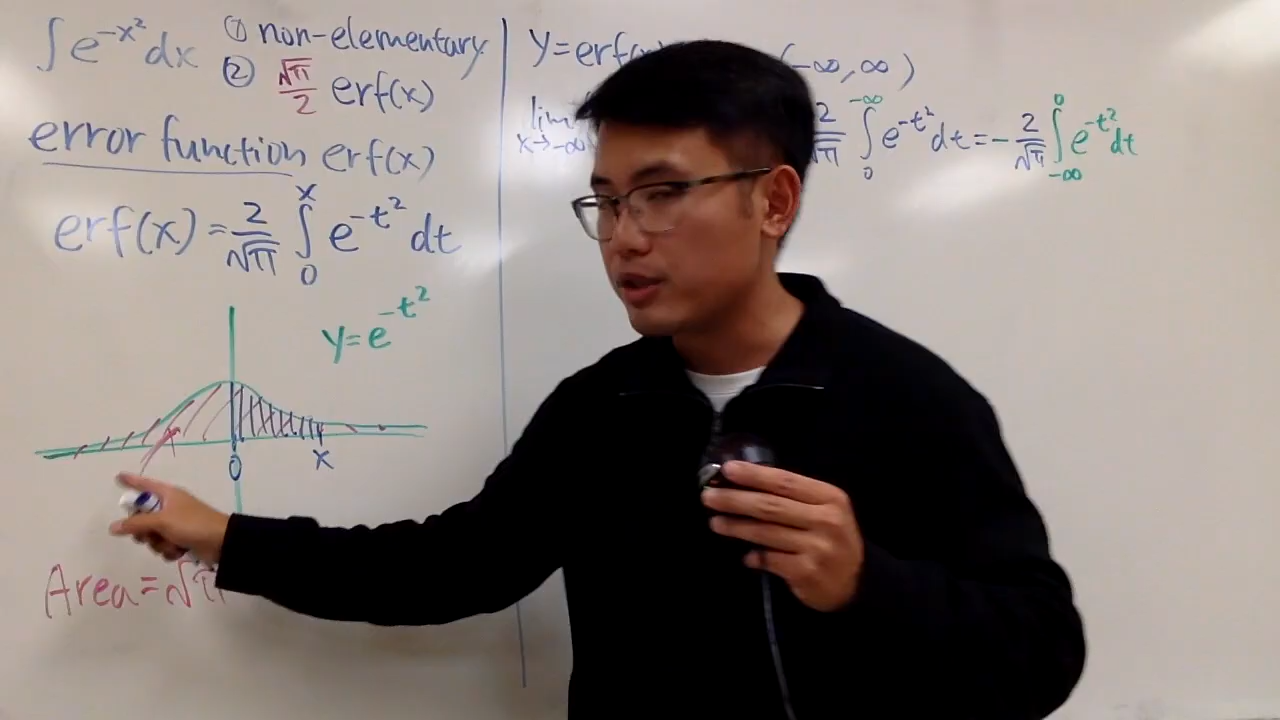 ∫e^{-x²}dx ① non-elementary
② √π/2 erf(x)
error function erf(x)
erf(x) = 2/√π ∫₀ˣ e^{-t²} dt
y=e^{-t²}
0 x
Area=√π
y=erf(x) (-∞,∞)
lim x→-∞ 2/√π ∫₀^{-∞} e^{-t²}dt = -2/√π ∫_{-∞}^0 e^{-t²}dt